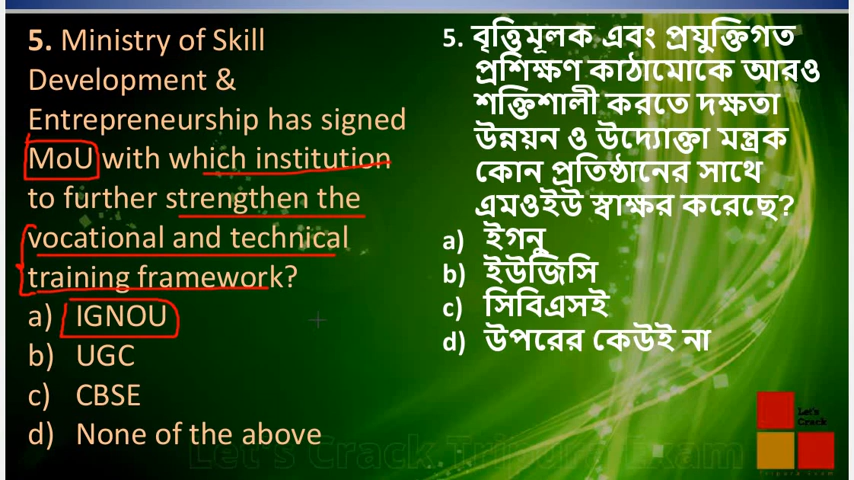 5. Ministry of Skill
Development &
Entrepreneurship has signed
MoU with which institution
to further strengthen the
vocational and technical
training framework?
a) IGNOU
b) UGC
c) CBSE
d) None of the above
5. বৃত্তিমূলক এবং প্রযুক্তিগত
প্রশিক্ষণ কাঠামোকে আরও
শক্তিশালী করতে দক্ষতা
উন্নয়ন ও উদ্যোক্তা মন্ত্রক
কোন প্রতিষ্ঠানের সাথে
এমওইউ স্বাক্ষর করেছে?
a) ইগনু
b) ইউজিসি
c) সিবিএসই
d) উপরের কেউই না
Let's
Crack
Tripura Exam
Let's Crack Tripura Exam